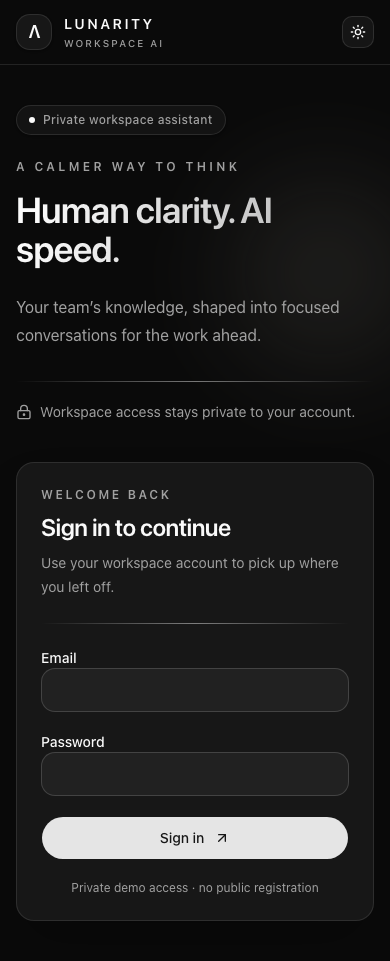 Λ
LUNARITY
WORKSPACE AI
Private workspace assistant
A CALMER WAY TO THINK
Human clarity. AI
speed.
Your team’s knowledge, shaped into focused
conversations for the work ahead.
Workspace access stays private to your account.
WELCOME BACK
Sign in to continue
Use your workspace account to pick up where
you left off.
Email
Password
Sign in
Private demo access · no public registration